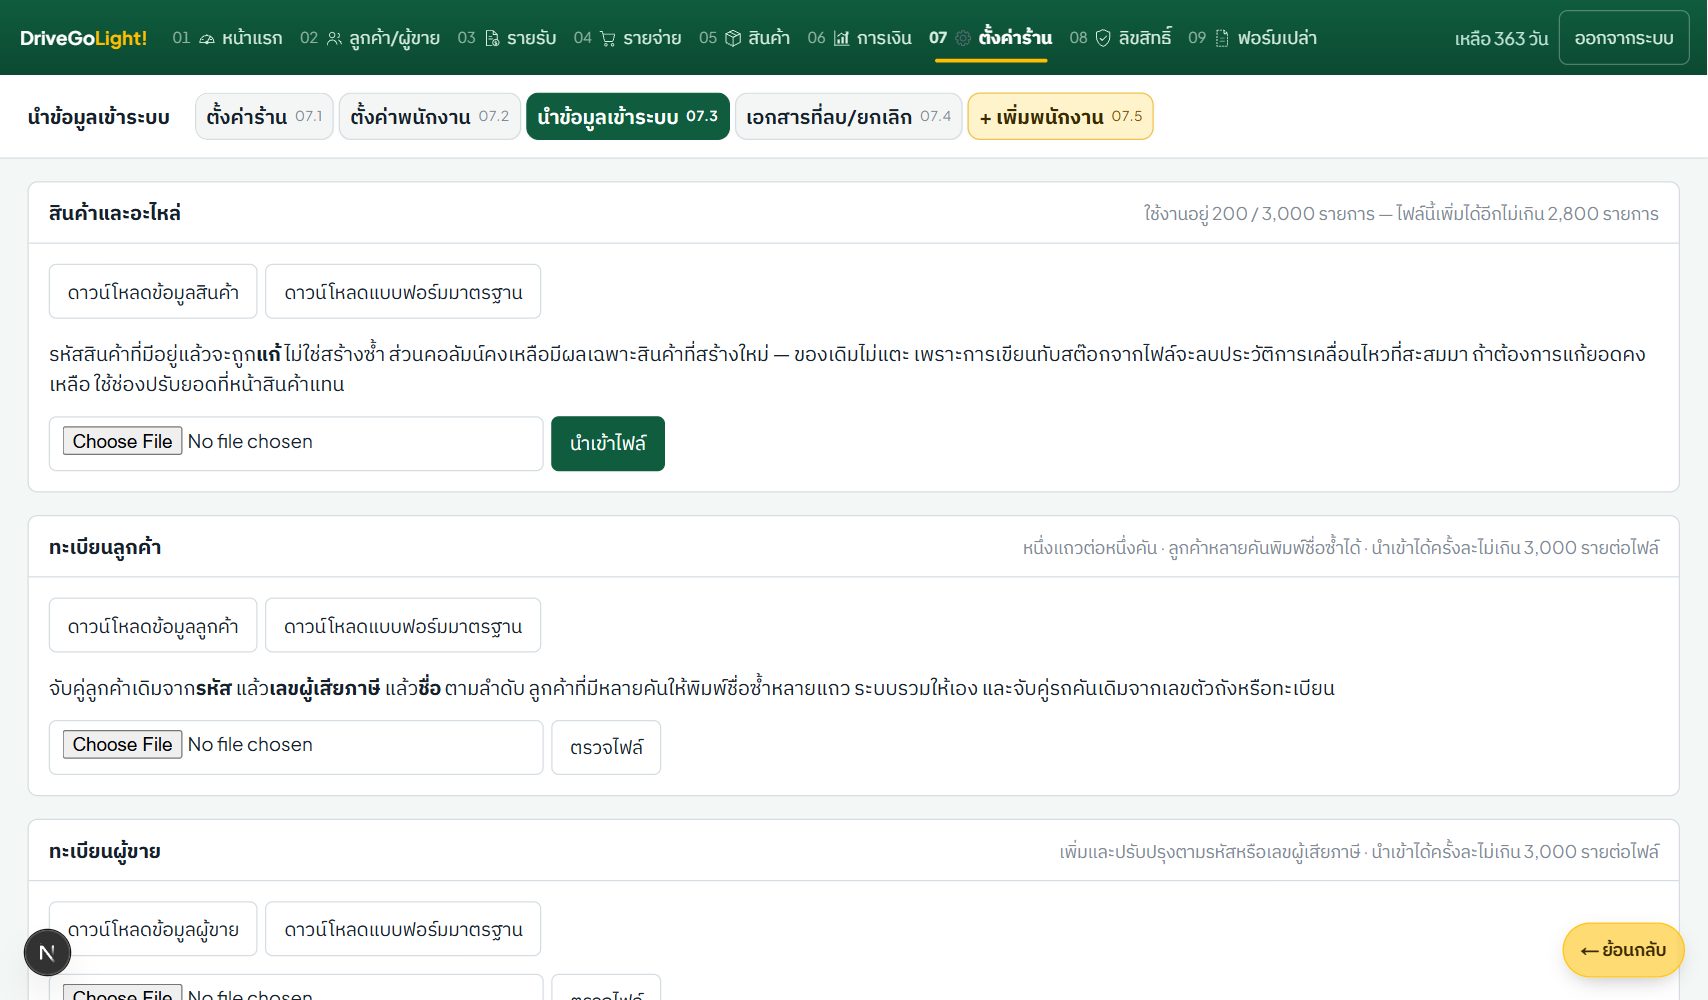 DriveGoLight! 01 หน้าแรก 02 ลูกค้า/ผู้ขาย 03 รายรับ 04 รายจ่าย 05 สินค้า 06 การเงิน 07 ตั้งค่าร้าน 08 ลิขสิทธิ์ 09 ฟอร์มเปล่า เหลือ 363 วัน ออกจากระบบ
นำข้อมูลเข้าระบบ ตั้งค่าร้าน 07.1 ตั้งค่าพนักงาน 07.2 นำข้อมูลเข้าระบบ 07.3 เอกสารที่ลบ/ยกเลิก 07.4 + เพิ่มพนักงาน 07.5
สินค้าและอะไหล่ ใช้งานอยู่ 200 / 3,000 รายการ — ไฟล์นี้เพิ่มได้อีกไม่เกิน 2,800 รายการ
ดาวน์โหลดข้อมูลสินค้า ดาวน์โหลดแบบฟอร์มมาตรฐาน
รหัสสินค้าที่มีอยู่แล้วจะถูกแก้ ไม่ใช่สร้างซ้ำ ส่วนคอลัมน์คงเหลือมีผลเฉพาะสินค้าที่สร้างใหม่ — ของเดิมไม่แตะ เพราะการเขียนทับสต๊อกจากไฟล์จะลบประวัติการเคลื่อนไหวที่สะสมมา ถ้าต้องการแก้ยอดคง
เหลือ ใช้ช่องปรับยอดที่หน้าสินค้าแทน
Choose File No file chosen นำเข้าไฟล์
ทะเบียนลูกค้า หนึ่งแถวต่อหนึ่งคัน · ลูกค้าหลายคันพิมพ์ชื่อซ้ำได้ · นำเข้าได้ครั้งละไม่เกิน 3,000 รายต่อไฟล์
ดาวน์โหลดข้อมูลลูกค้า ดาวน์โหลดแบบฟอร์มมาตรฐาน
จับคู่ลูกค้าเดิมจากรหัส แล้วเลขผู้เสียภาษี แล้วชื่อ ตามลำดับ ลูกค้าที่มีหลายคันให้พิมพ์ชื่อซ้ำหลายแถว ระบบรวมให้เอง และจับคู่รถคันเดิมจากเลขตัวถังหรือทะเบียน
Choose File No file chosen ตรวจไฟล์
ทะเบียนผู้ขาย เพิ่มและปรับปรุงตามรหัสหรือเลขผู้เสียภาษี · นำเข้าได้ครั้งละไม่เกิน 3,000 รายต่อไฟล์
ดาวน์โหลดข้อมูลผู้ขาย ดาวน์โหลดแบบฟอร์มมาตรฐาน
N ← ย้อนกลับ
Choose File No file chosen ตรวจไฟล์